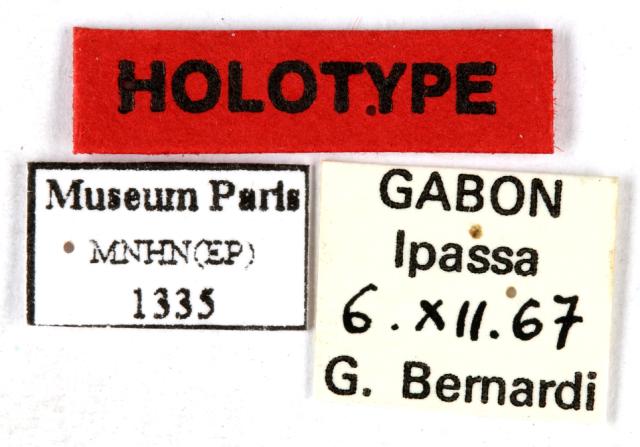 HOLOTYPE
Museum Paris
MNHN(EP)
1335
GABON
Ipassa
6.XII.67
G. Bernardi